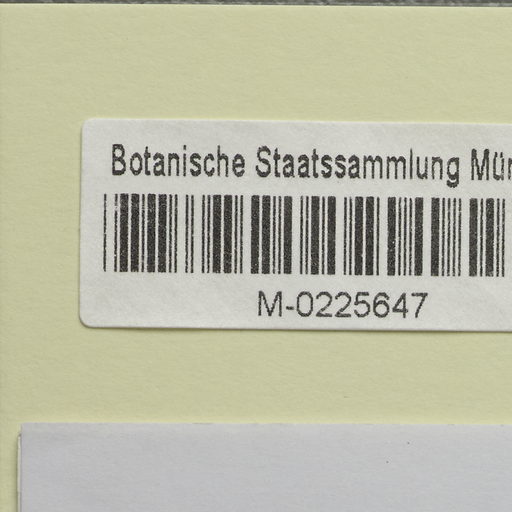 Botanische Staatssammlung Mün
M-0225647